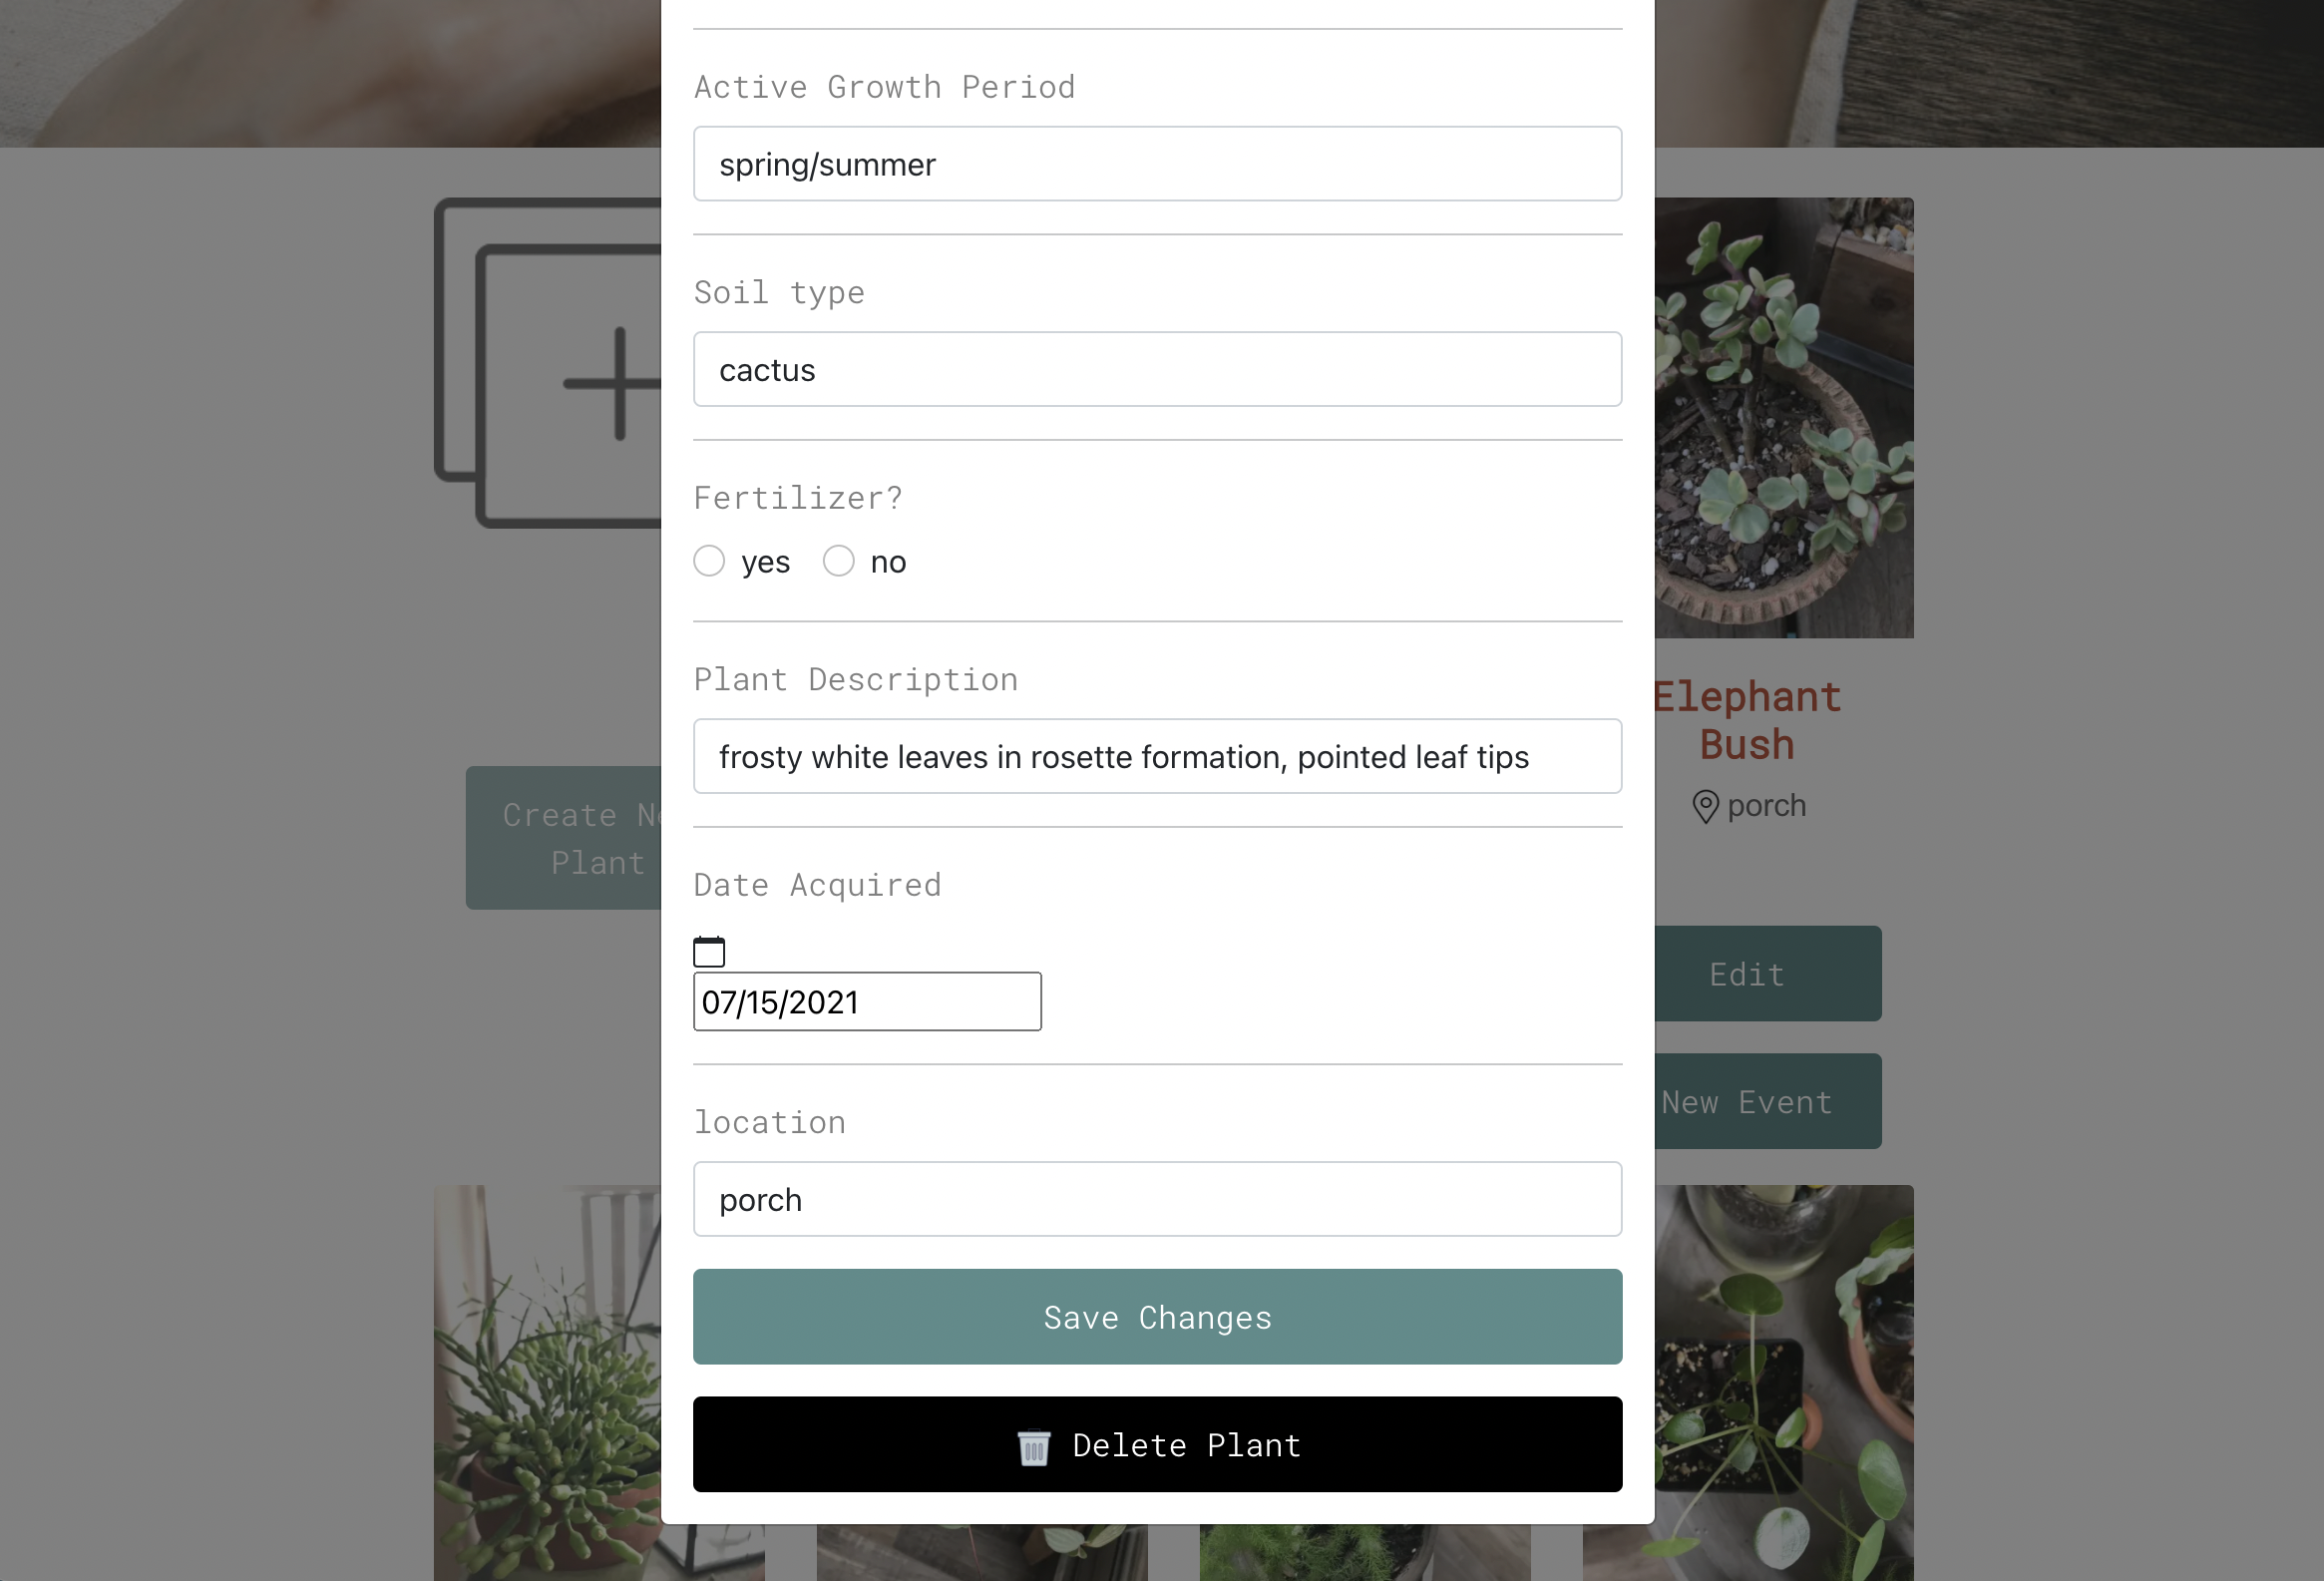 Active Growth Period
spring/summer
Soil type
cactus
Fertilizer?
yes no
Plant Description
frosty white leaves in rosette formation, pointed leaf tips
Date Acquired
07/15/2021
location
porch
Save Changes
Delete Plant
Create
Plant
Elephant
Bush
porch
Edit
New Event